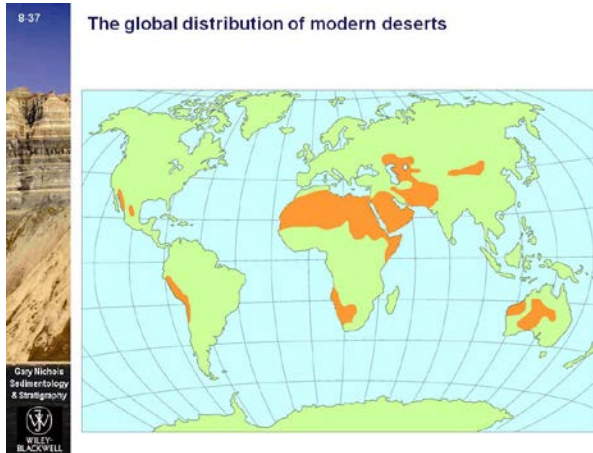 8-37
The global distribution of modern deserts
Gary Nichols
Sedimentology
& Stratigraphy
WILEY-
BLACKWELL